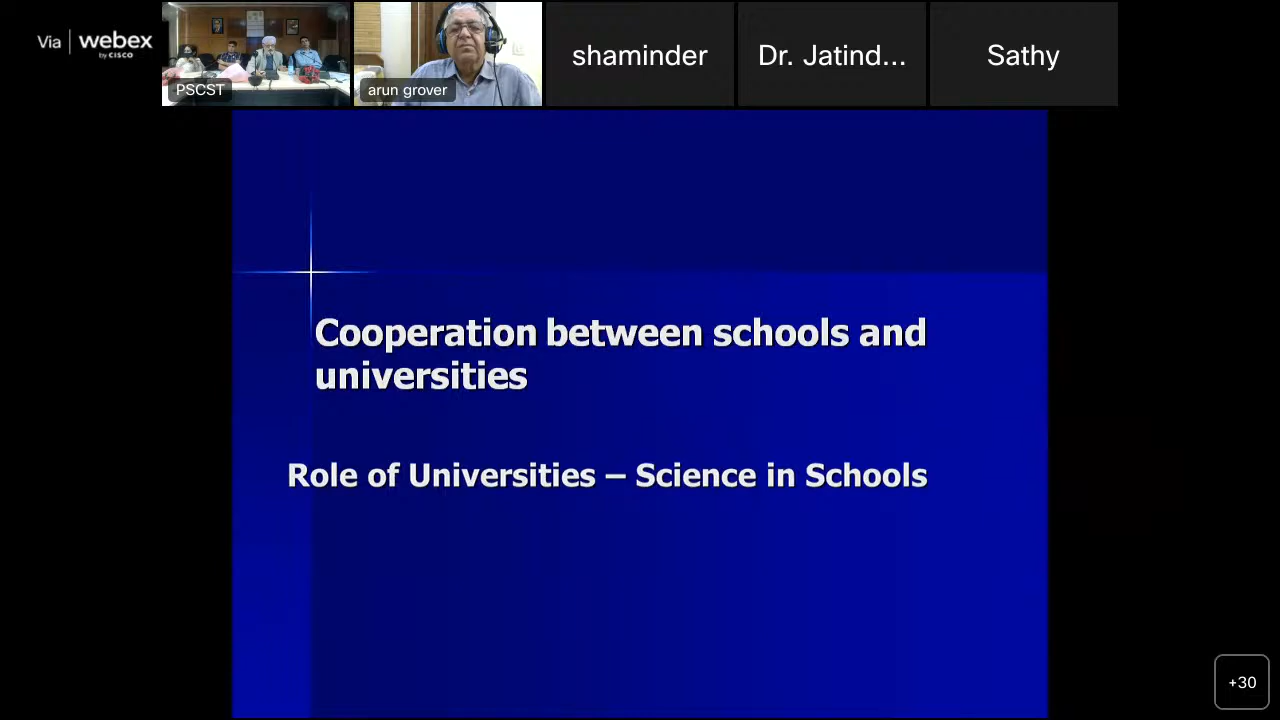 Via webex
by CISCO
PSCST
arun grover
shaminder
Dr. Jatind...
Sathy
Cooperation between schools and
universities
Role of Universities – Science in Schools
+30